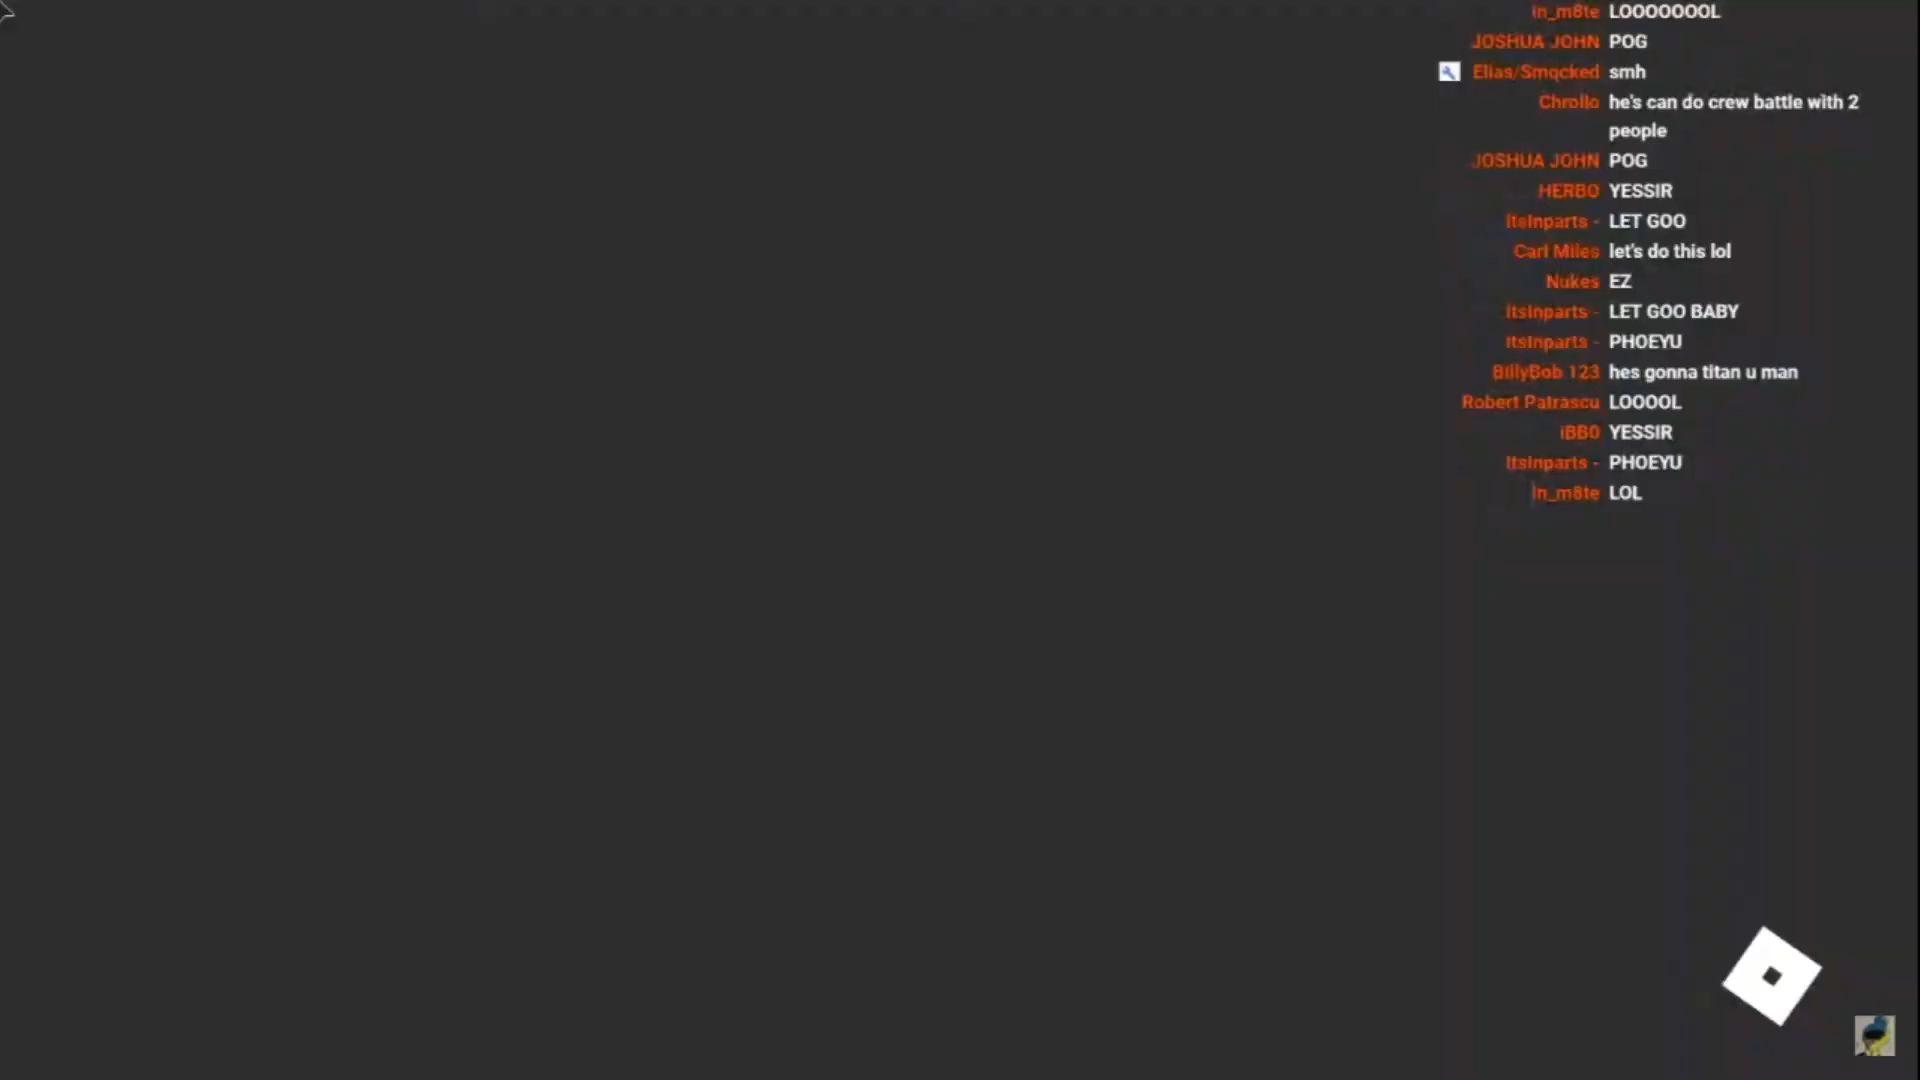 In_m8te LOOOOOOOL
JOSHUA JOHN POG
Elias/Smqcked smh
Chrollo he's can do crew battle with 2
people
JOSHUA JOHN POG
HERBO YESSIR
ItsInparts - LET GOO
Carl Miles let's do this lol
Nukes EZ
ItsInparts - LET GOO BABY
ItsInparts - PHOEYU
BillyBob 123 hes gonna titan u man
Robert Patrascu LOOOOL
iBB0 YESSIR
ItsInparts - PHOEYU
In_m8te LOL